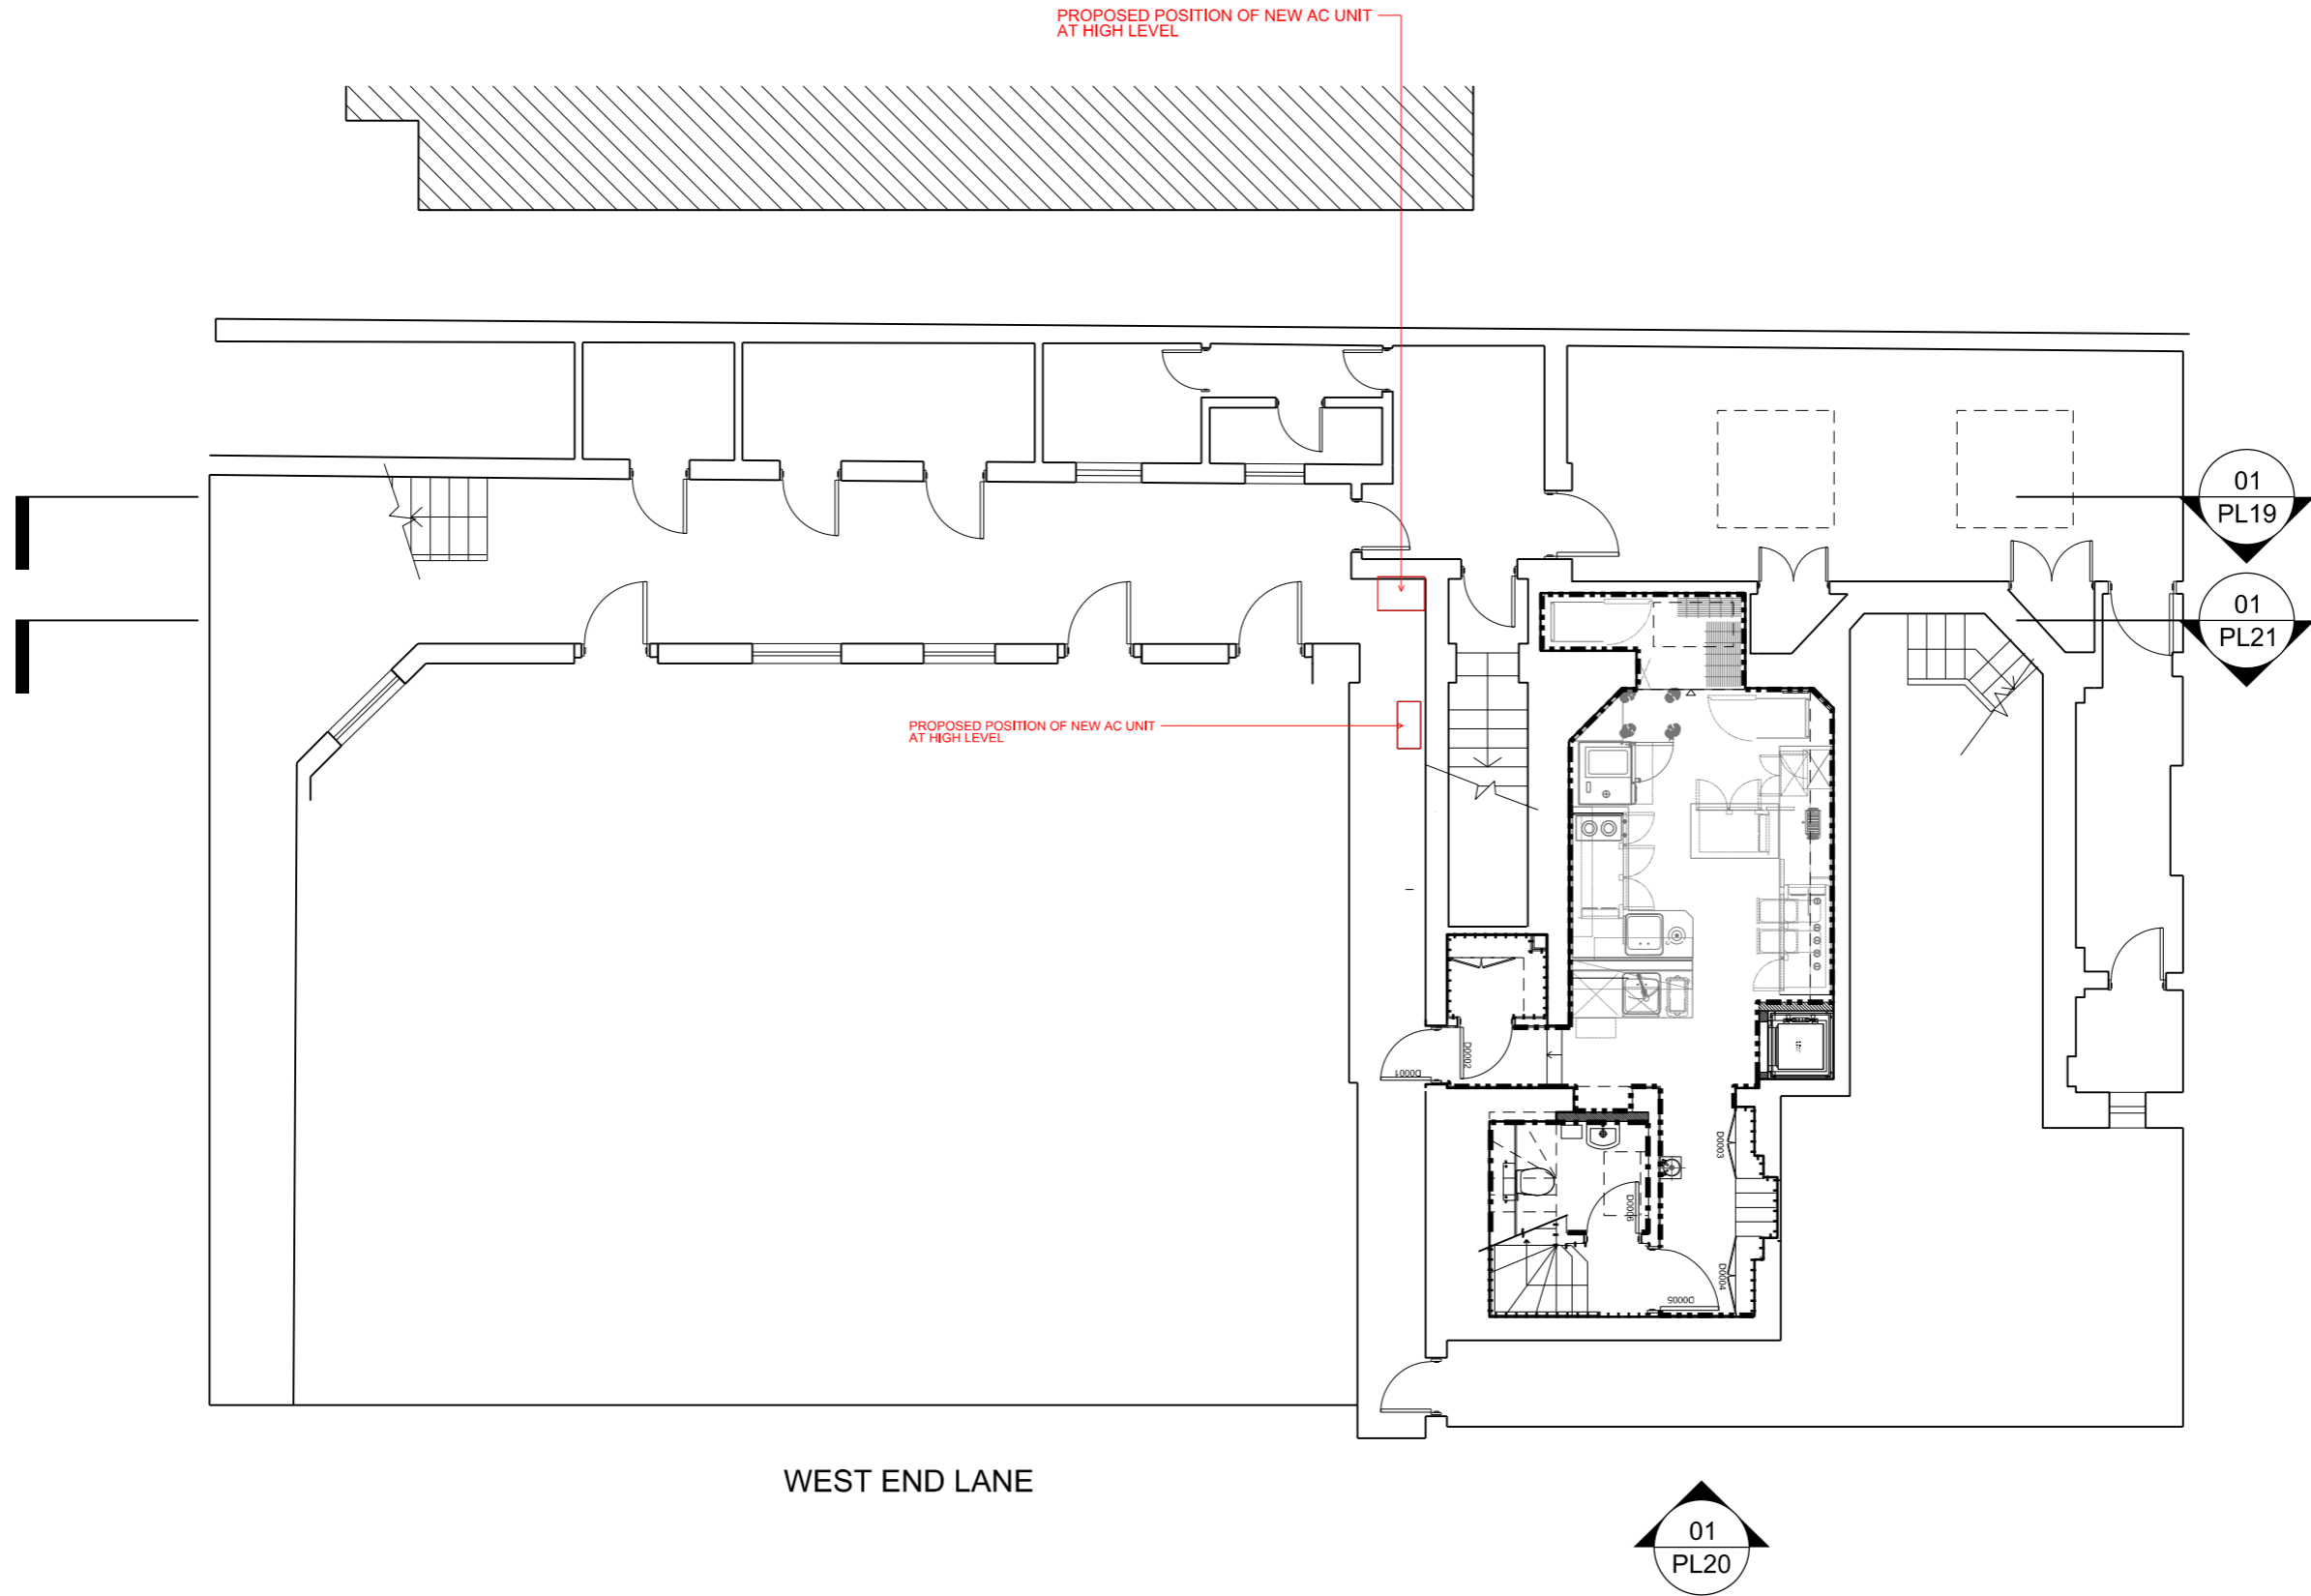 PROPOSED POSITION OF NEW AC UNIT
AT HIGH LEVEL
01
PL19
01
PL21
PROPOSED POSITION OF NEW AC UNIT
AT HIGH LEVEL
D0002
D0001
D0003
D0006
D0004
D0005
WEST END LANE
01
PL20